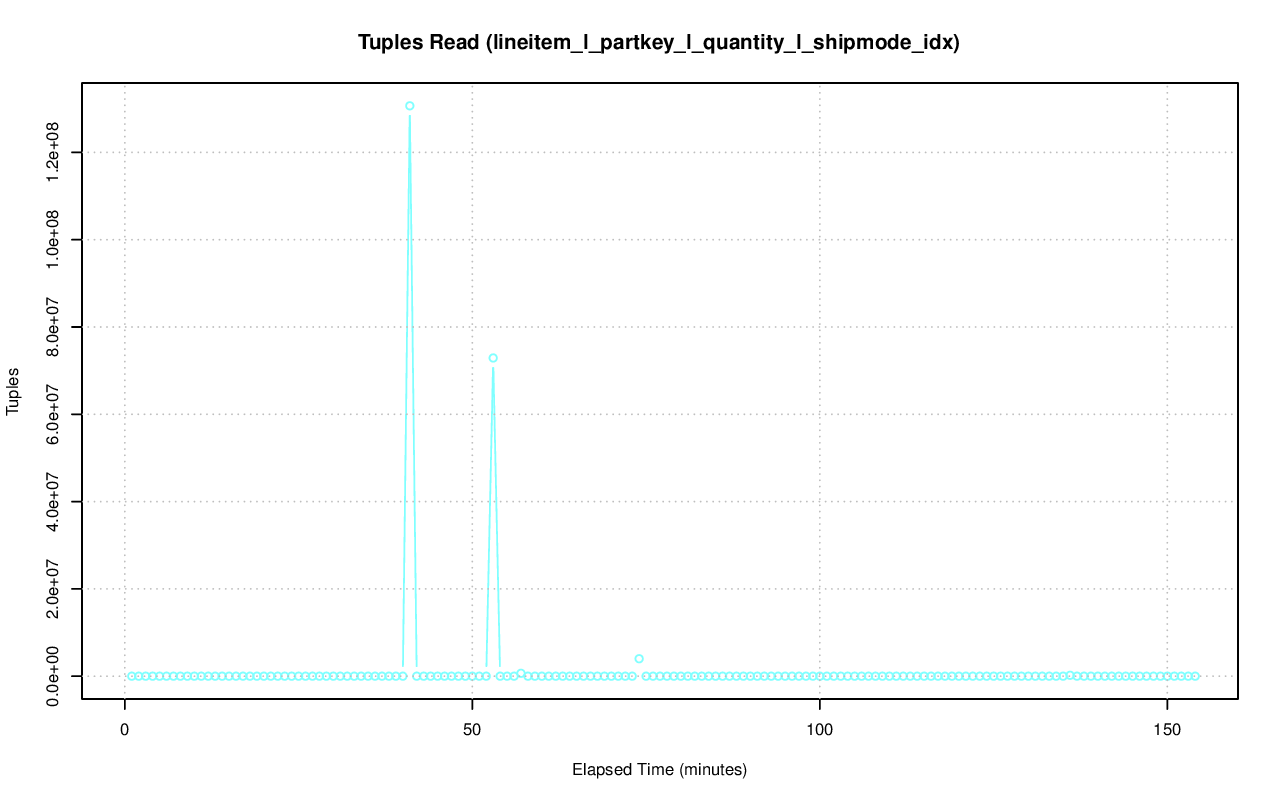 Tuples Read (lineitem_l_partkey_l_quantity_l_shipmode_idx)
Tuples
1.2e+08
1.0e+08
8.0e+07
6.0e+07
4.0e+07
2.0e+07
0.0e+00
0 50 100 150
Elapsed Time (minutes)